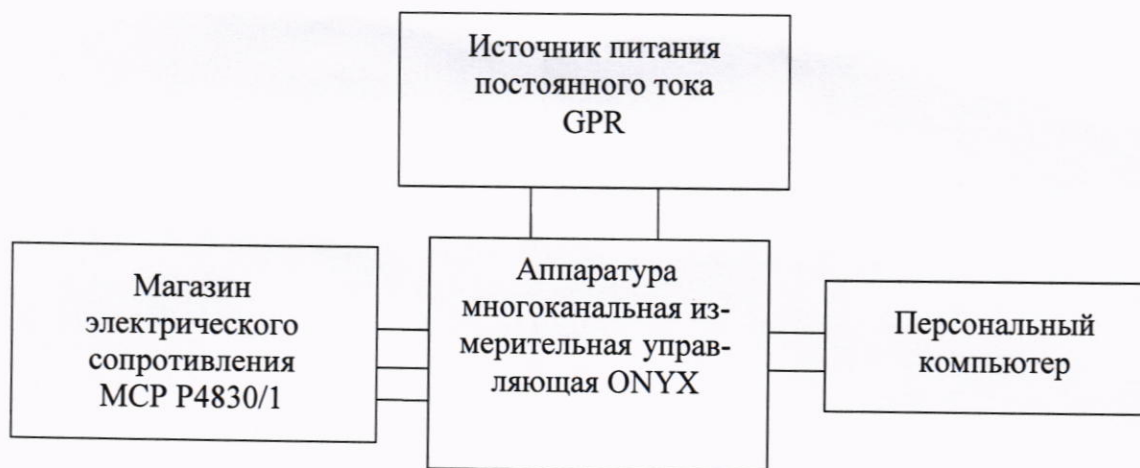 Источник питания
постоянного тока
GPR
Магазин
электрического
сопротивления
МСР Р4830/1
Аппаратура
многоканальная из-
мерительная управ-
ляющая ONYX
Персональный
компьютер